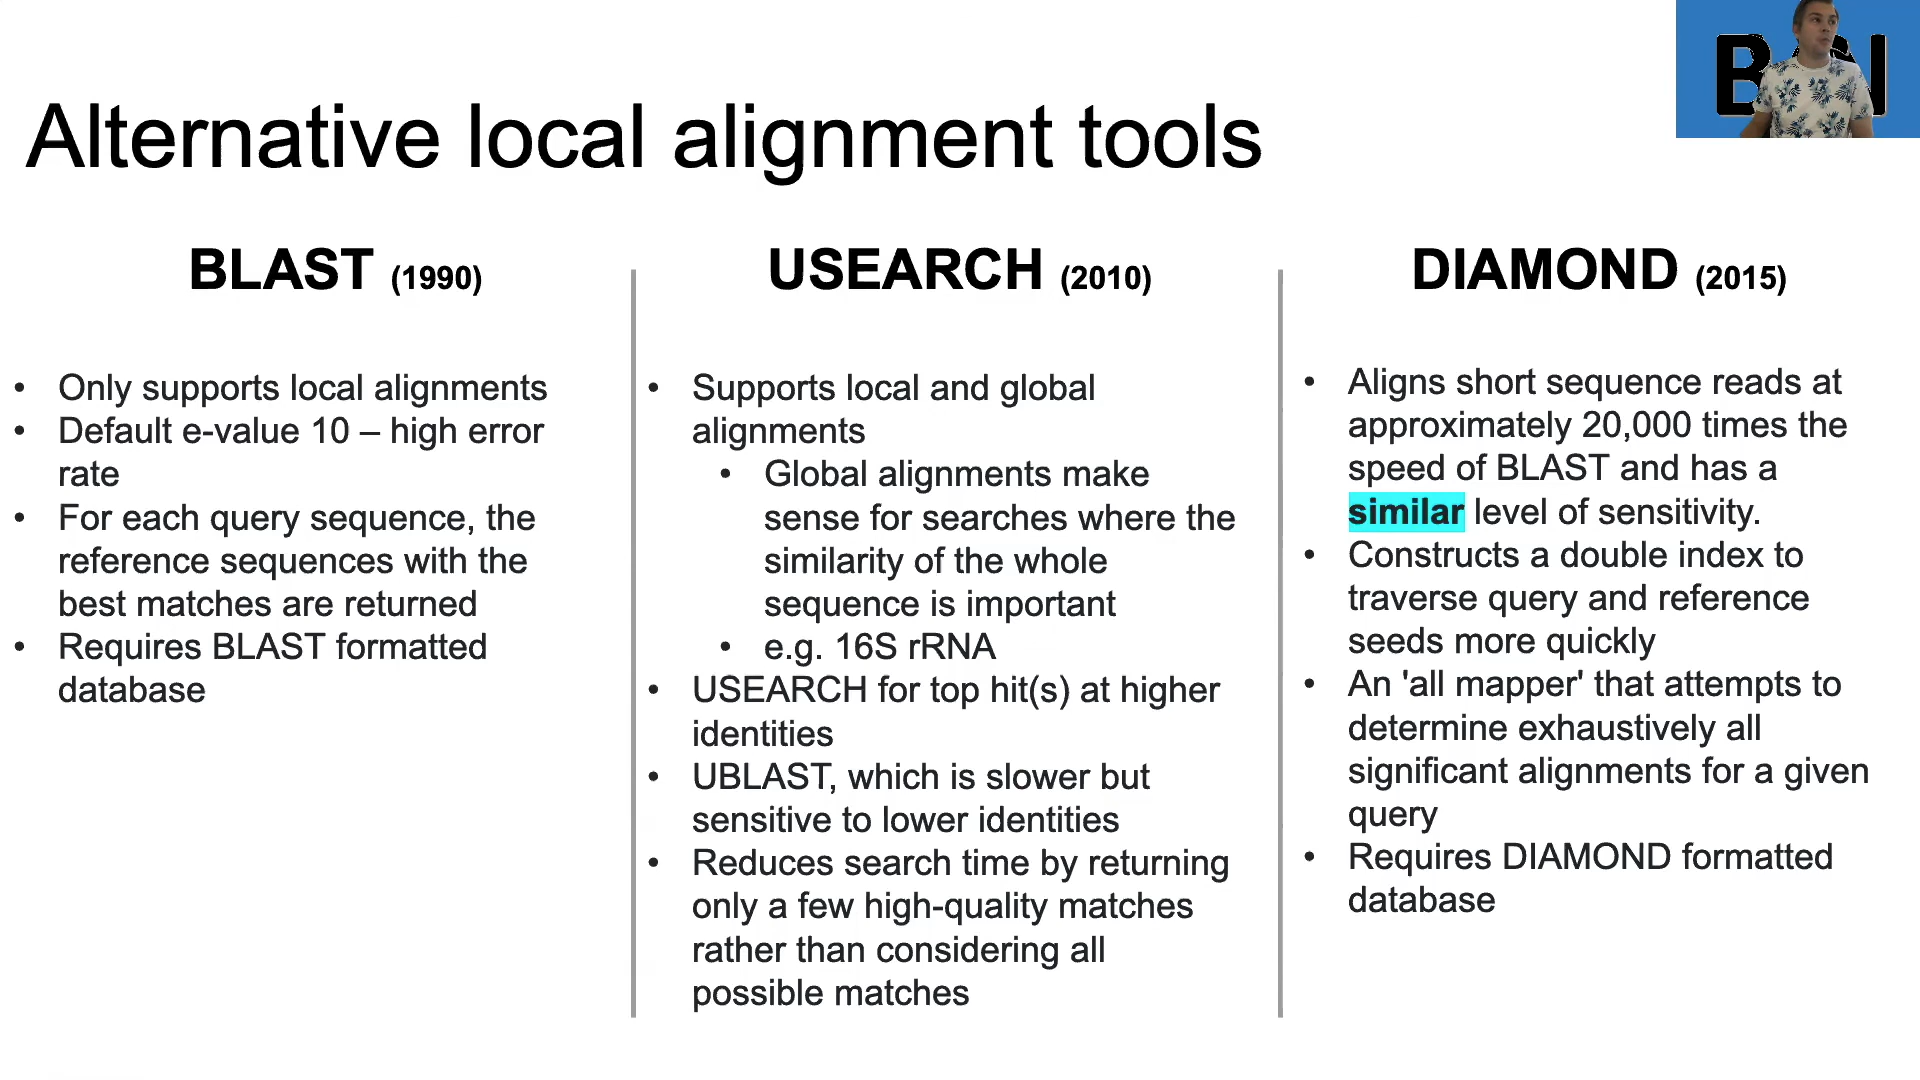 Alternative local alignment tools
BLAST (1990)
• Only supports local alignments
• Default e-value 10 – high error
rate
• For each query sequence, the
reference sequences with the
best matches are returned
• Requires BLAST formatted
database
USEARCH (2010)
• Supports local and global
alignments
• Global alignments make
sense for searches where the
similarity of the whole
sequence is important
• e.g. 16S rRNA
• USEARCH for top hit(s) at higher
identities
• UBLAST, which is slower but
sensitive to lower identities
• Reduces search time by returning
only a few high-quality matches
rather than considering all
possible matches
DIAMOND (2015)
• Aligns short sequence reads at
approximately 20,000 times the
speed of BLAST and has a
similar level of sensitivity.
• Constructs a double index to
traverse query and reference
seeds more quickly
• An 'all mapper' that attempts to
determine exhaustively all
significant alignments for a given
query
• Requires DIAMOND formatted
database